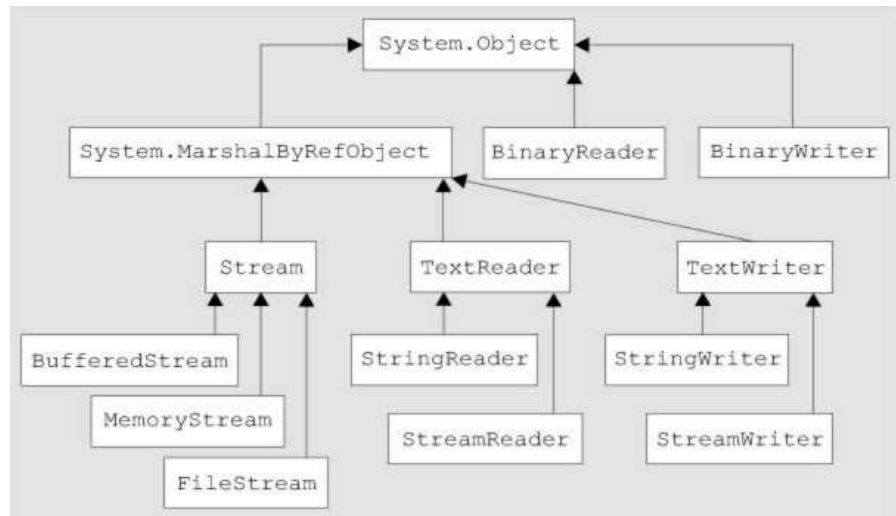 System.Object
System.MarshalByRefObject
BinaryReader
BinaryWriter
Stream
TextReader
TextWriter
BufferedStream
StringReader
StringWriter
MemoryStream
StreamReader
StreamWriter
FileStream